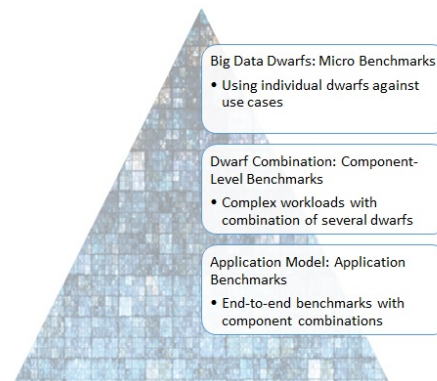 Big Data Dwarfs: Micro Benchmarks
• Using individual dwarfs against
use cases
Dwarf Combination: Component-
Level Benchmarks
• Complex workloads with
combination of several dwarfs
Application Model: Application
Benchmarks
• End-to-end benchmarks with
component combinations